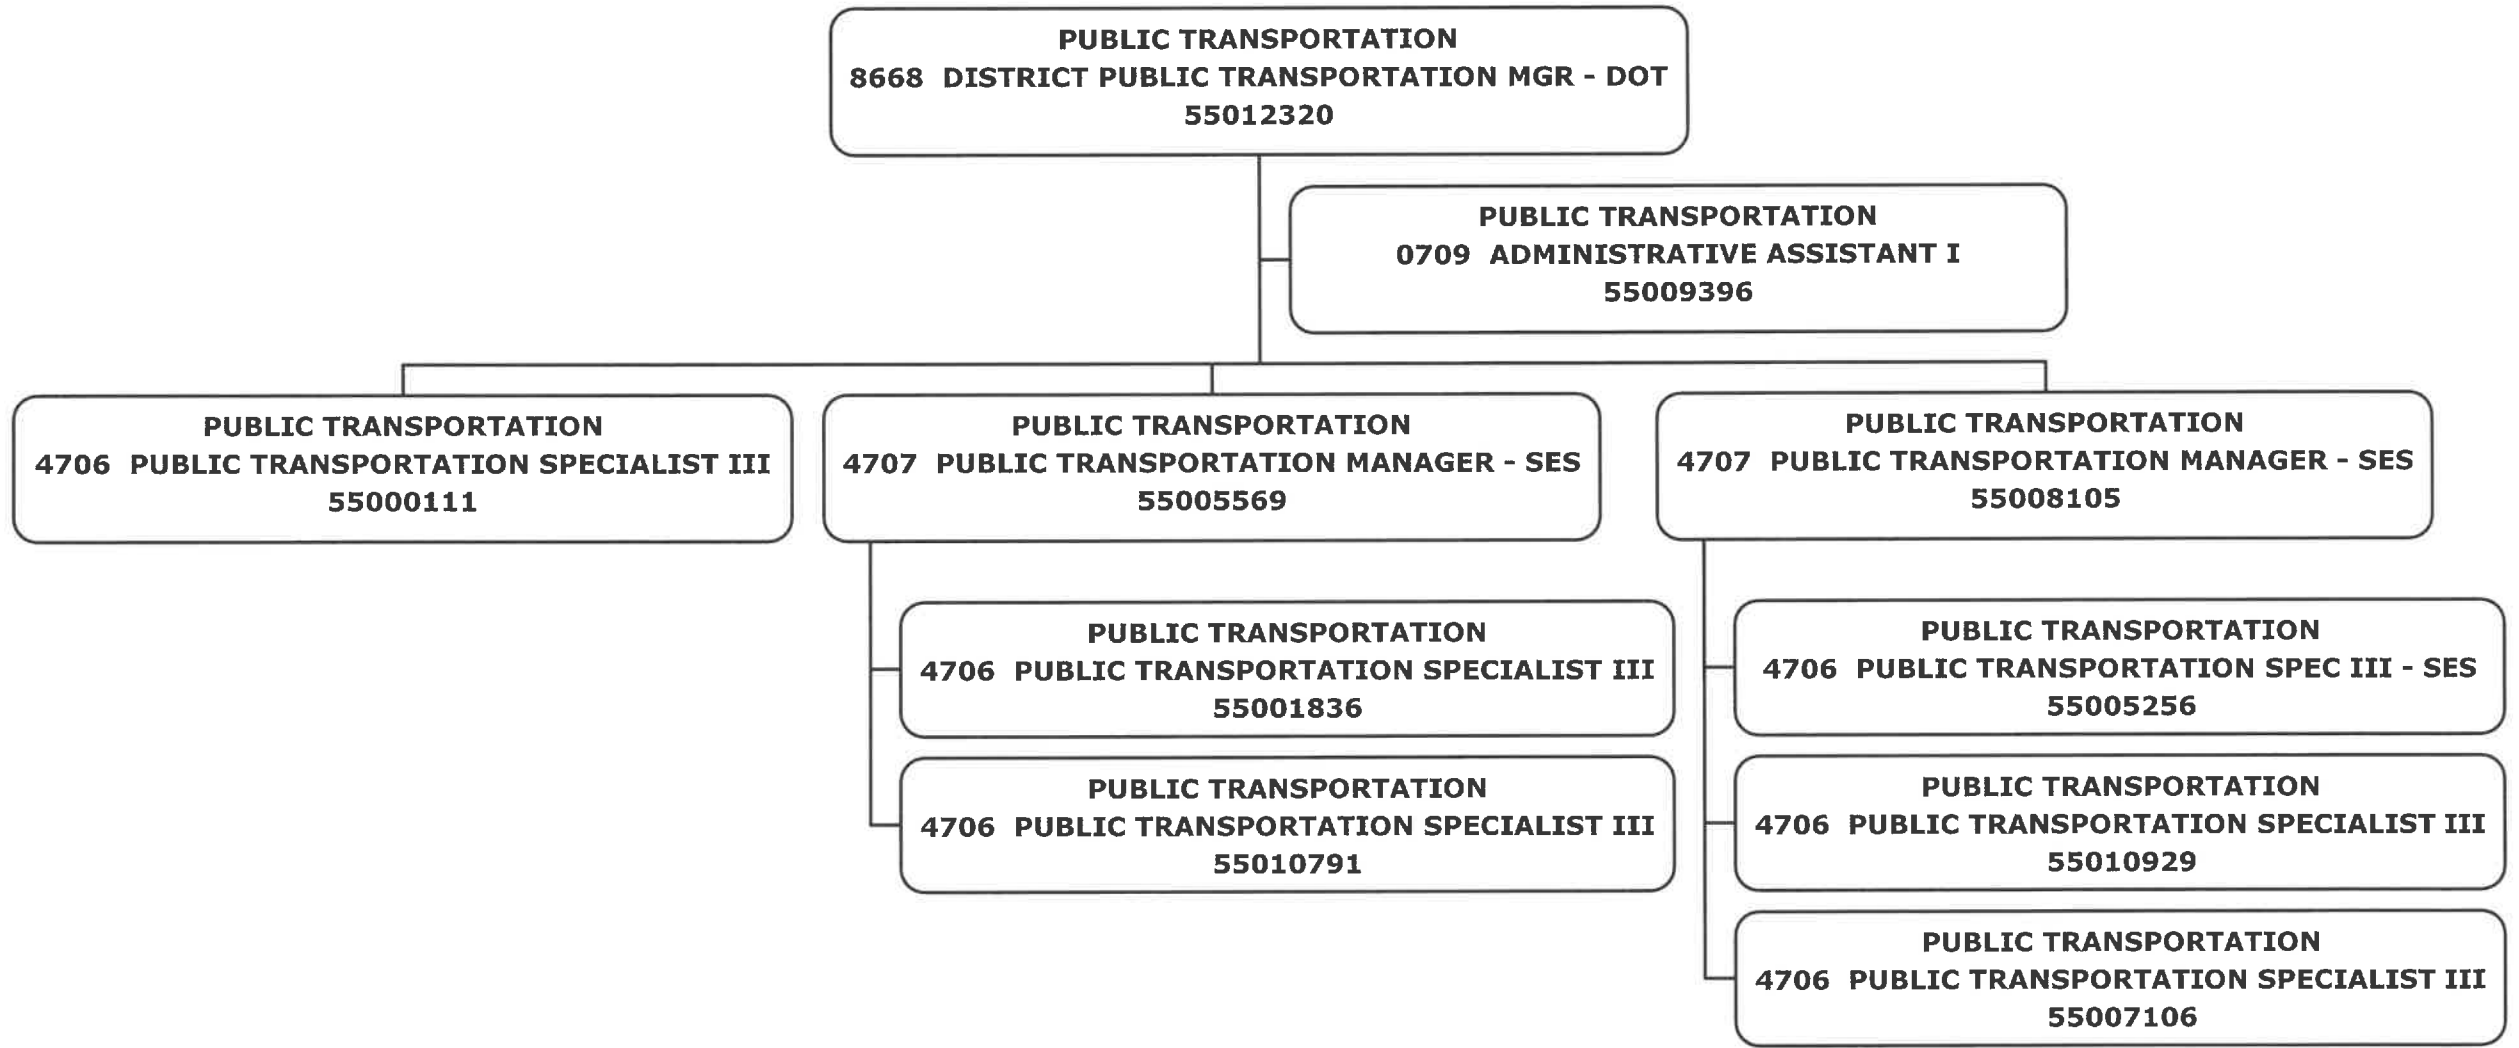 PUBLIC TRANSPORTATION
8668 DISTRICT PUBLIC TRANSPORTATION MGR - DOT
55012320
PUBLIC TRANSPORTATION
0709 ADMINISTRATIVE ASSISTANT I
55009396
PUBLIC TRANSPORTATION
4706 PUBLIC TRANSPORTATION SPECIALIST III
55000111
PUBLIC TRANSPORTATION
4707 PUBLIC TRANSPORTATION MANAGER - SES
55005569
PUBLIC TRANSPORTATION
4706 PUBLIC TRANSPORTATION SPECIALIST III
55001836
PUBLIC TRANSPORTATION
4706 PUBLIC TRANSPORTATION SPECIALIST III
55010791
PUBLIC TRANSPORTATION
4707 PUBLIC TRANSPORTATION MANAGER - SES
55008105
PUBLIC TRANSPORTATION
4706 PUBLIC TRANSPORTATION SPEC III - SES
55005256
PUBLIC TRANSPORTATION
4706 PUBLIC TRANSPORTATION SPECIALIST III
55010929
PUBLIC TRANSPORTATION
4706 PUBLIC TRANSPORTATION SPECIALIST III
55007106